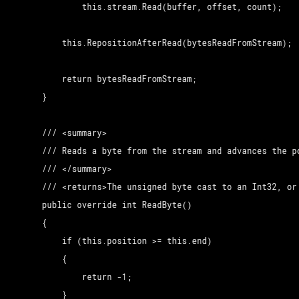 this.stream.Read(buffer, offset, count);
this.RepositionAfterRead(bytesReadFromStream);
return bytesReadFromStream;
}
/// <summary>
/// Reads a byte from the stream and advances the
/// </summary>
/// <returns>The unsigned byte cast to an Int32, or
public override int ReadByte()
{
if (this.position >= this.end)
{
return -1;
}